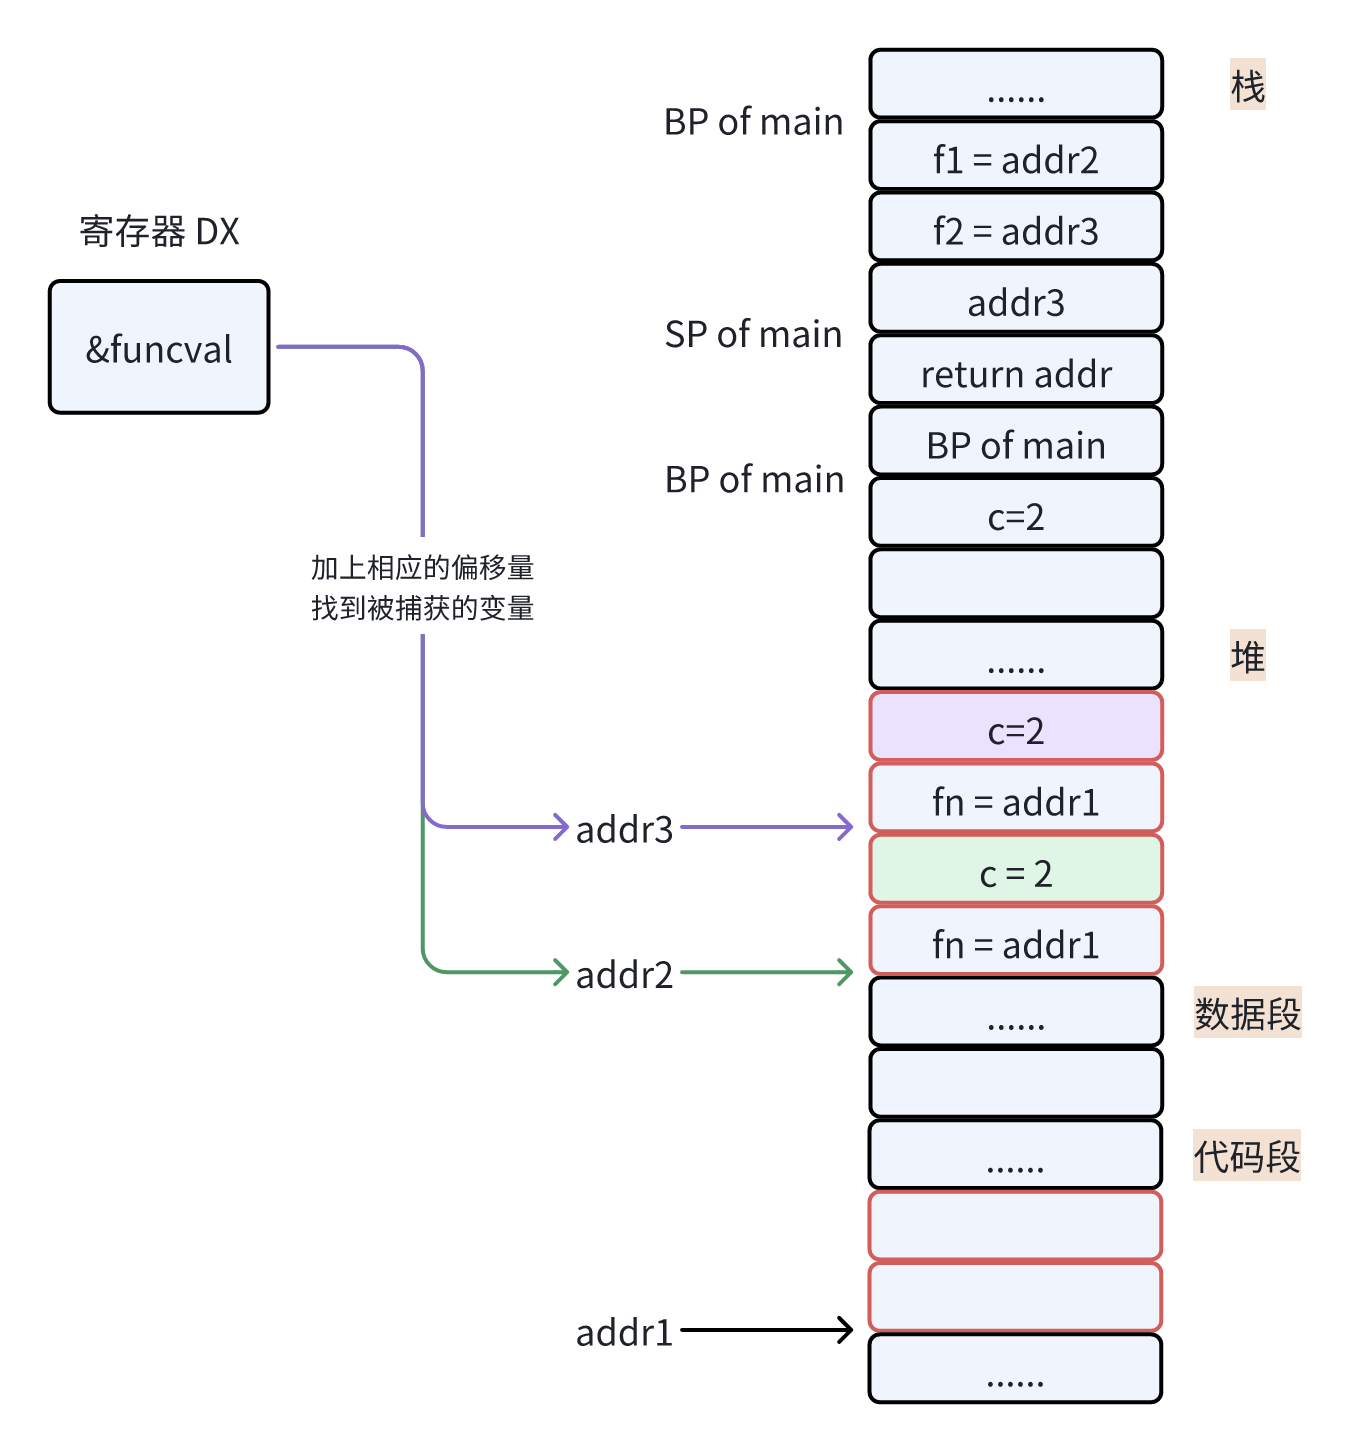 ......
栈
BP of main
f1 = addr2
寄存器 DX
f2 = addr3
&funcval
addr3
SP of main
return addr
BP of main
BP of main
c=2
加上相应的偏移量
找到被捕获的变量
......
堆
c=2
fn = addr1
addr3
c = 2
fn = addr1
addr2
......
数据段
......
代码段
addr1
......